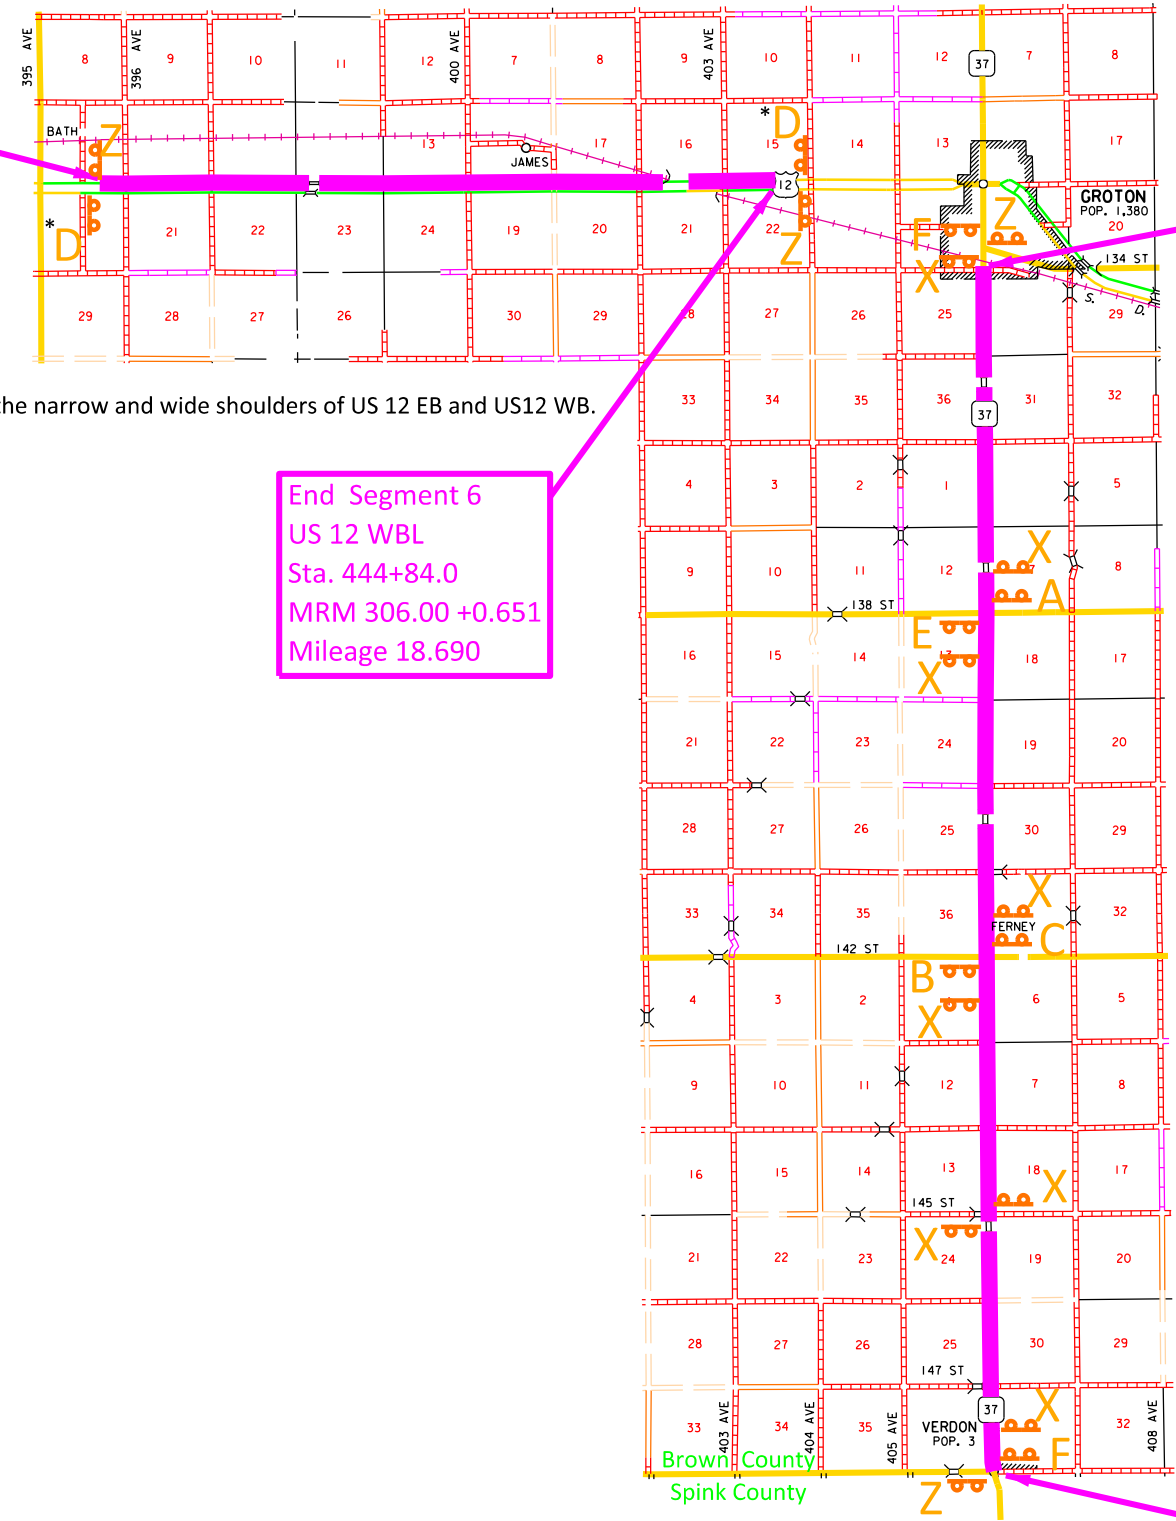 395 AVE
396 AVE
400 AVE
403 AVE
8 9 10 11 12 7 8 9 10 11 12 7 8
37
BATH
Z
*D
13 17 16 15 14 13 17
JAMES
12
GROTON
POP. 1,380
*D
21 22 23 24 19 20 21 22 20
Z
F
Z
X
134 ST
S.
D.
29 28 27 26 30 29 28 27 26 25 29
the narrow and wide shoulders of US 12 EB and US12 WB.
33 34 35 36 31 32
37
End Segment 6
US 12 WBL
Sta. 444+84.0
MRM 306.00 +0.651
Mileage 18.690
4 3 2 1 5
X
9 10 11 12 7 8
A
138 ST
E
16 15 14 13 18 17
X
21 22 23 24 19 20
28 27 26 25 30 29
X
33 34 35 36 32
FERNEY
C
142 ST
B
4 3 2 6 5
X
9 10 11 12 7 8
16 15 14 13 18 17
X
145 ST
X
21 22 23 24 19 20
28 27 26 25 30 29
147 ST
X
37
33 34 35 32
403 AVE
404 AVE
405 AVE
408 AVE
VERDON
POP. 3
F
Brown County
Spink County
Z